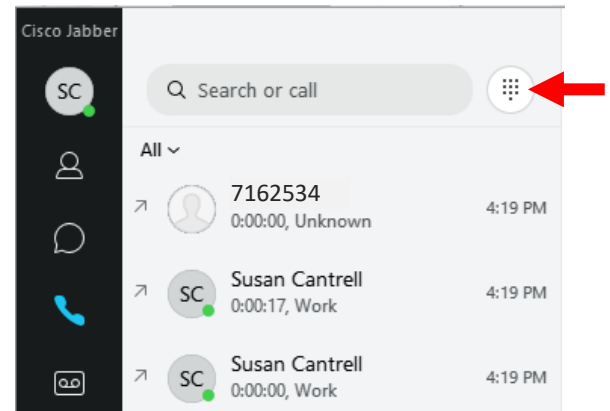 Cisco Jabber
SC
Search or call
All
7162534
0:00:00, Unknown
4:19 PM
SC
Susan Cantrell
0:00:17, Work
4:19 PM
SC
Susan Cantrell
0:00:00, Work
4:19 PM